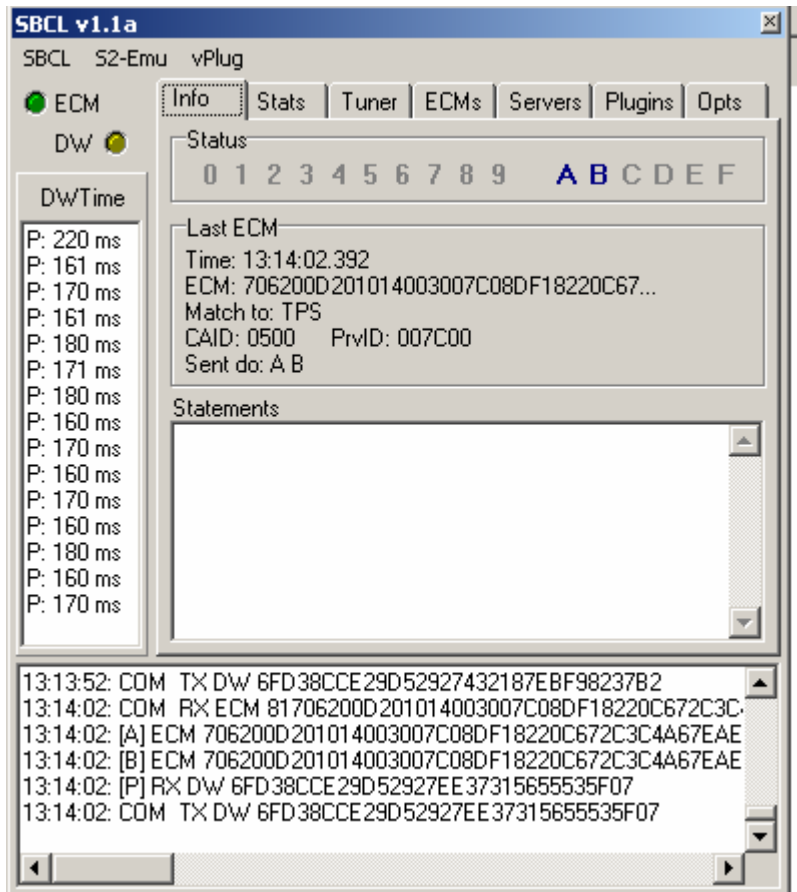 SBCL v1.1a
SBCL S2-Emu vPlug
ECM
DW
Info Stats Tuner ECMs Servers Plugins Opts
Status
0 1 2 3 4 5 6 7 8 9 A B C D E F
DWTime
P: 220 ms
P: 161 ms
P: 170 ms
P: 161 ms
P: 180 ms
P: 171 ms
P: 180 ms
P: 160 ms
P: 170 ms
P: 160 ms
P: 170 ms
P: 160 ms
P: 180 ms
P: 160 ms
P: 170 ms
Last ECM
Time: 13:14:02.392
ECM: 706200D201014003007C08DF18220C67...
Match to: TPS
CAID: 0500 PrvID: 007C00
Sent do: A B
Statements
13:13:52: COM TX DW 6FD38CCE29D52927432187EBF98237B2
13:14:02: COM RX ECM 81706200D201014003007C08DF18220C672C3C
13:14:02: [A] ECM 706200D201014003007C08DF18220C672C3C4A67EAE
13:14:02: [B] ECM 706200D201014003007C08DF18220C672C3C4A67EAE
13:14:02: [P] RX DW 6FD38CCE29D52927EE37315655535F07
13:14:02: COM TX DW 6FD38CCE29D52927EE37315655535F07